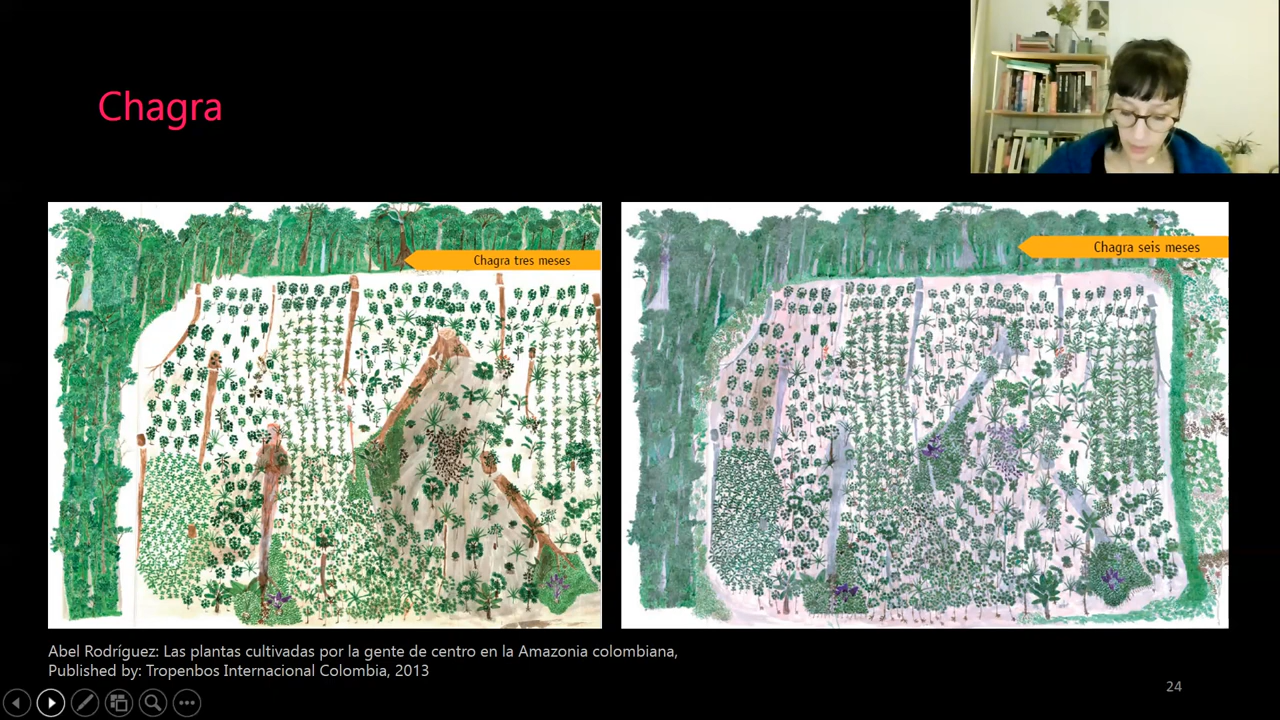 Chagra
Chagra tres meses
Chagra seis meses
Abel Rodríguez: Las plantas cultivadas por la gente de centro en la Amazonia colombiana,
Published by: Tropenbos Internacional Colombia, 2013
24